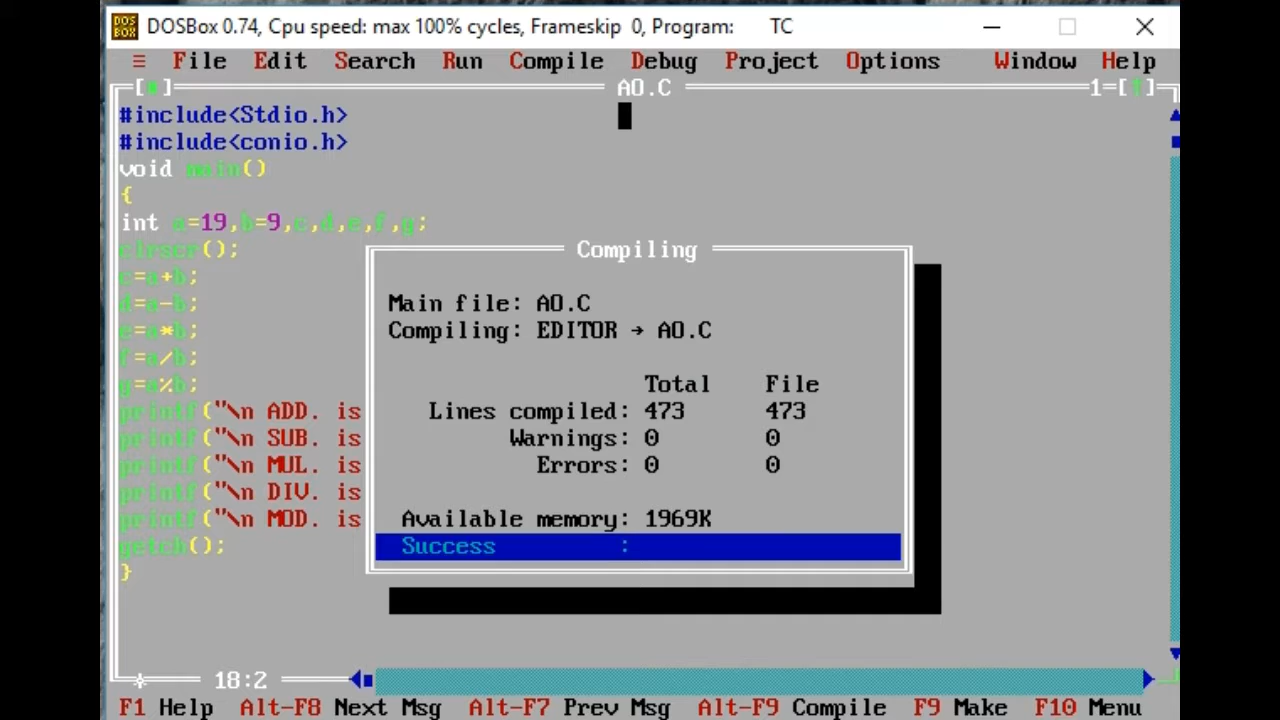 DOSBox 0.74, Cpu speed: max 100% cycles, Frameskip 0, Program: TC
≡ File Edit Search Run Compile Debug Project Options Window Help
AO.C 1=[↑]
#include<Stdio.h>
#include<conio.h>
void main()
{
int a=19,b=9,c,d,e,f,g;
clrscr();
c=a+b;
d=a-b;
e=a*b;
f=a/b;
g=a%b;
printf("\n ADD. is
printf("\n SUB. is
printf("\n MUL. is
printf("\n DIV. is
printf("\n MOD. is
getch();
}
Compiling
Main file: AO.C
Compiling: EDITOR → AO.C
Total File
Lines compiled: 473 473
Warnings: 0 0
Errors: 0 0
Available memory: 1969K
Success :
18:2
F1 Help Alt-F8 Next Msg Alt-F7 Prev Msg Alt-F9 Compile F9 Make F10 Menu